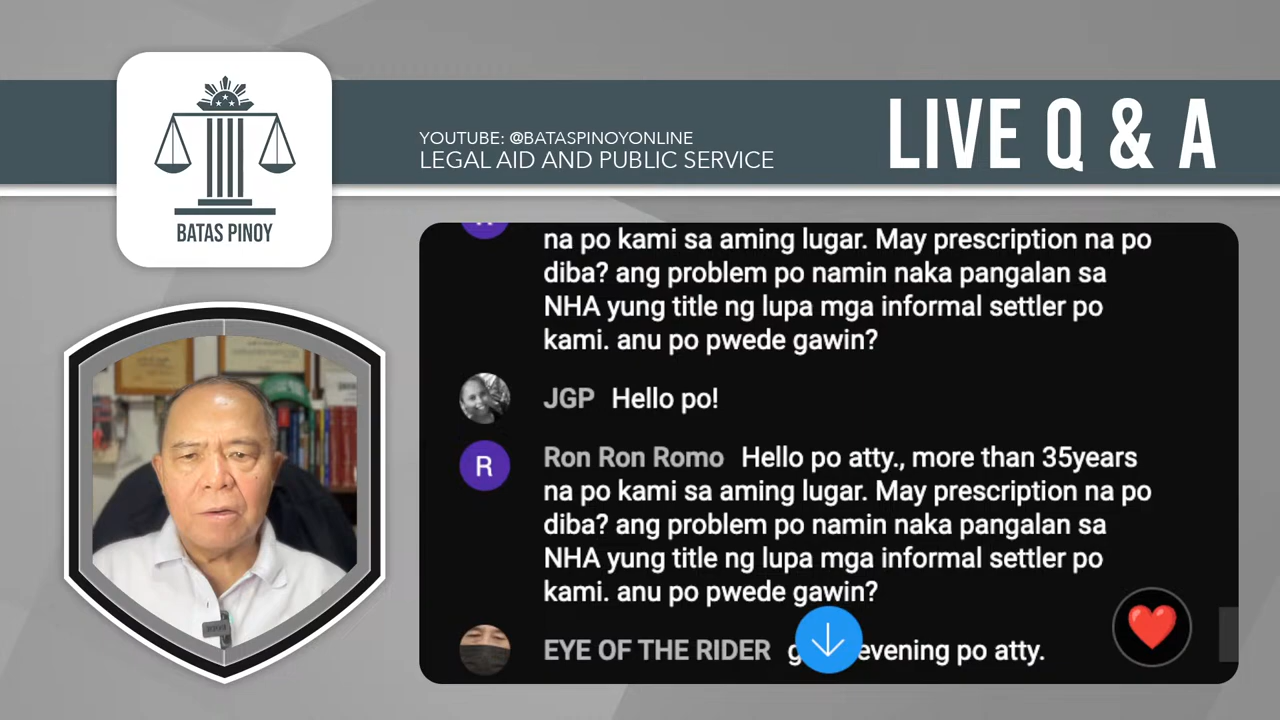 YOUTUBE: @BATASPINOYONLINE
LEGAL AID AND PUBLIC SERVICE
LIVE Q & A
BATAS PINOY
na po kami sa aming lugar. May prescription na po
diba? ang problem po namin naka pangalan sa
NHA yung title ng lupa mga informal settler po
kami. anu po pwede gawin?
JGP Hello po!
R
Ron Ron Romo Hello po atty., more than 35years
na po kami sa aming lugar. May prescription na po
diba? ang problem po namin naka pangalan sa
NHA yung title ng lupa mga informal settler po
kami. anu po pwede gawin?
EYE OF THE RIDER evening po atty.